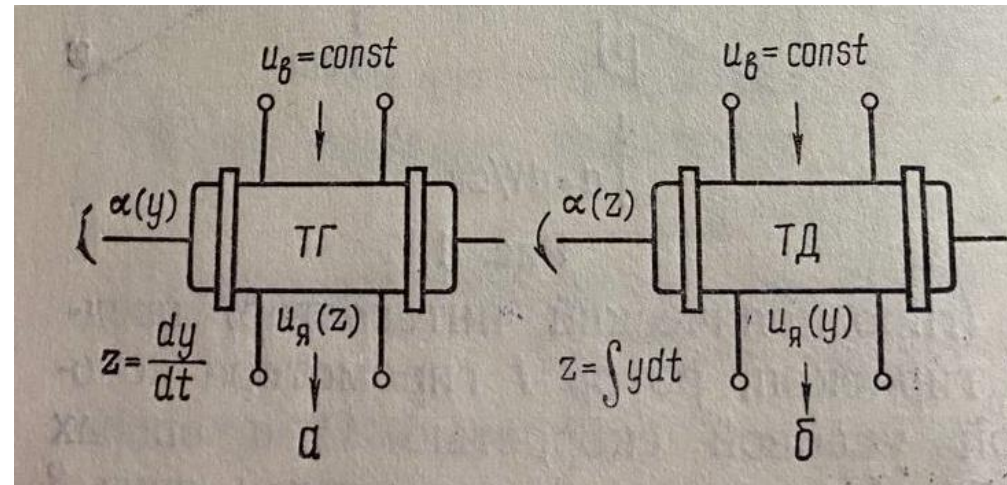 u_в=const
α(y)
ТГ
u_я(z)
z=dy/dt
а
u_в=const
α(z)
ТД
u_я(y)
z=∫ydt
б